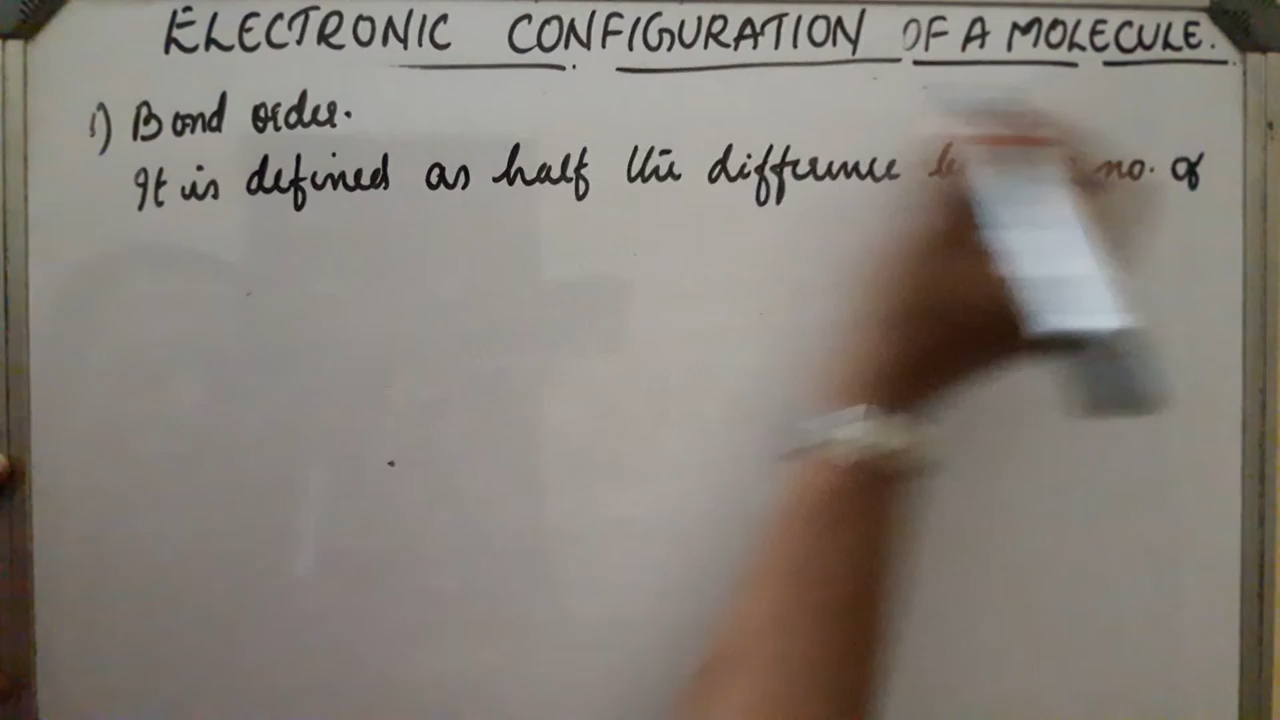 ELECTRONIC CONFIGURATION OF A MOLECULE.
1) Bond order.
It is defined as half the difference no. of